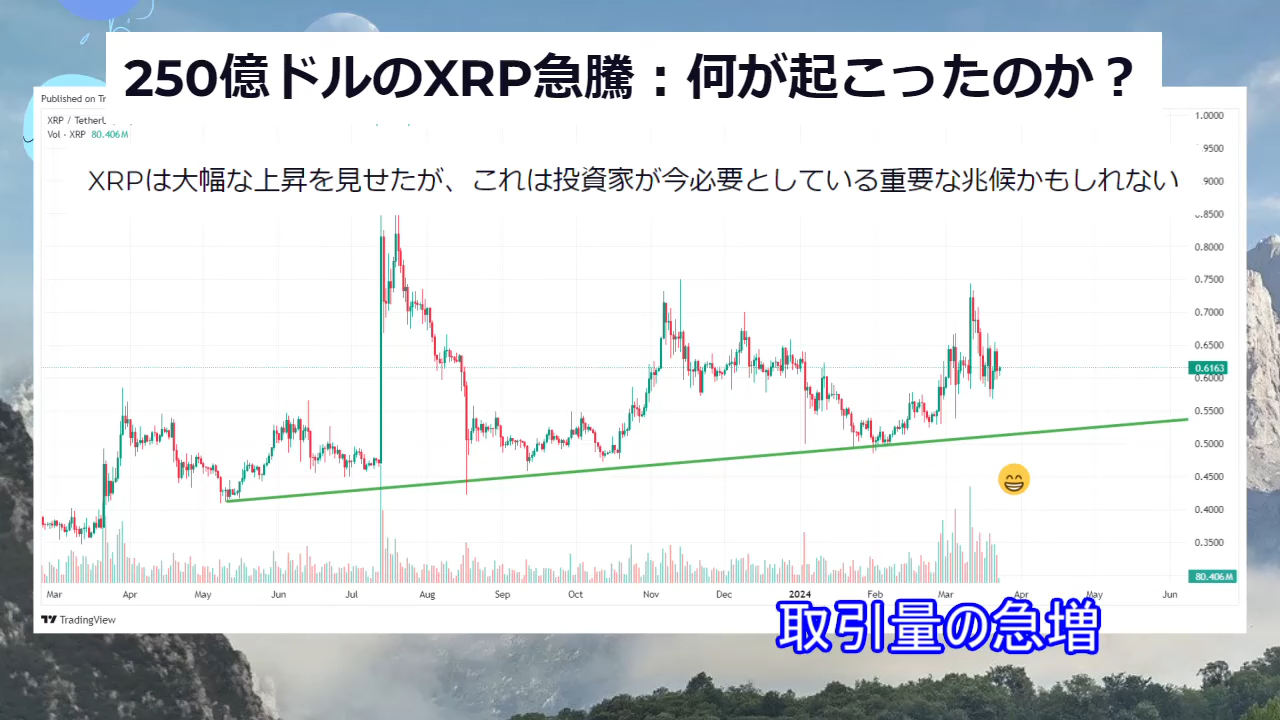 250億ドルのXRP急騰：何が起こったのか？
Published on Tr
XRP / Tether
Vol · XRP 80.406M
XRPは大幅な上昇を見せたが、これは投資家が今必要としている重要な兆候かもしれない
1.0000
.9500
.9000
0.8500
0.8000
0.7500
0.7000
0.6500
0.6163
0.6000
0.5500
0.5000
0.4500
0.4000
0.3500
80.406M
Mar Apr May Jun Jul Aug Sep Oct Nov Dec 2024 Feb Mar Apr May Jun
TradingView
取引量の急増